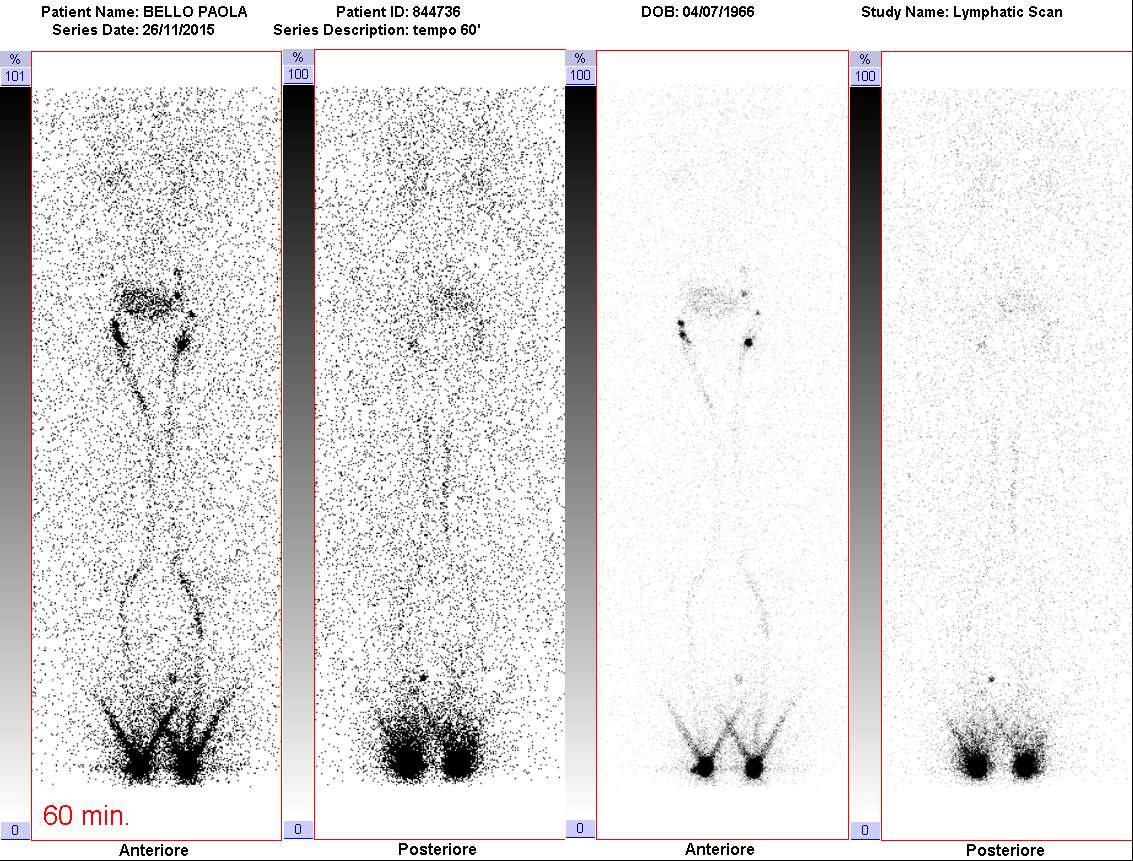 Patient Name: BELLO PAOLA Patient ID: 844736 DOB: 04/07/1966 Study Name: Lymphatic Scan
Series Date: 26/11/2015 Series Description: tempo 60'
% % % %
101 100 100 100
60 min.
0 0 0 0
Anteriore Posteriore Anteriore Posteriore